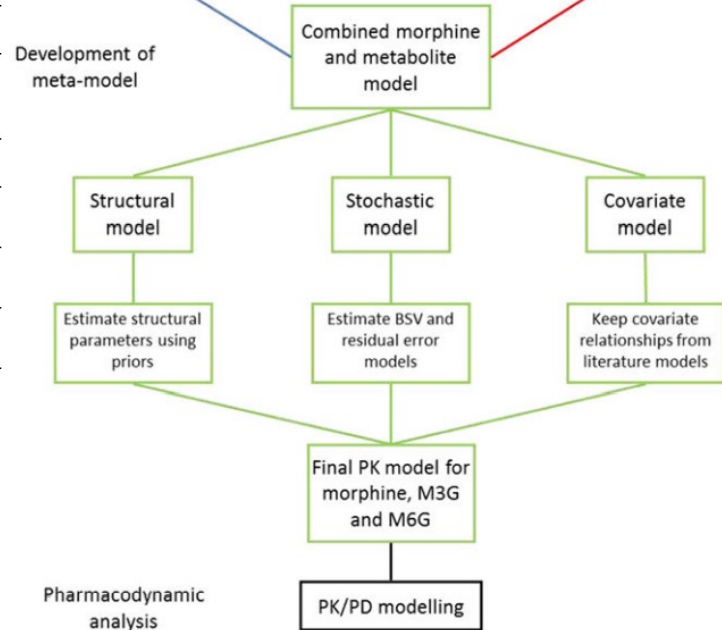 Development of
meta-model
Combined morphine
and metabolite
model
Structural
model
Stochastic
model
Covariate
model
Estimate structural
parameters using
priors
Estimate BSV and
residual error
models
Keep covariate
relationships from
literature models
Final PK model for
morphine, M3G
and M6G
Pharmacodynamic
analysis
PK/PD modelling